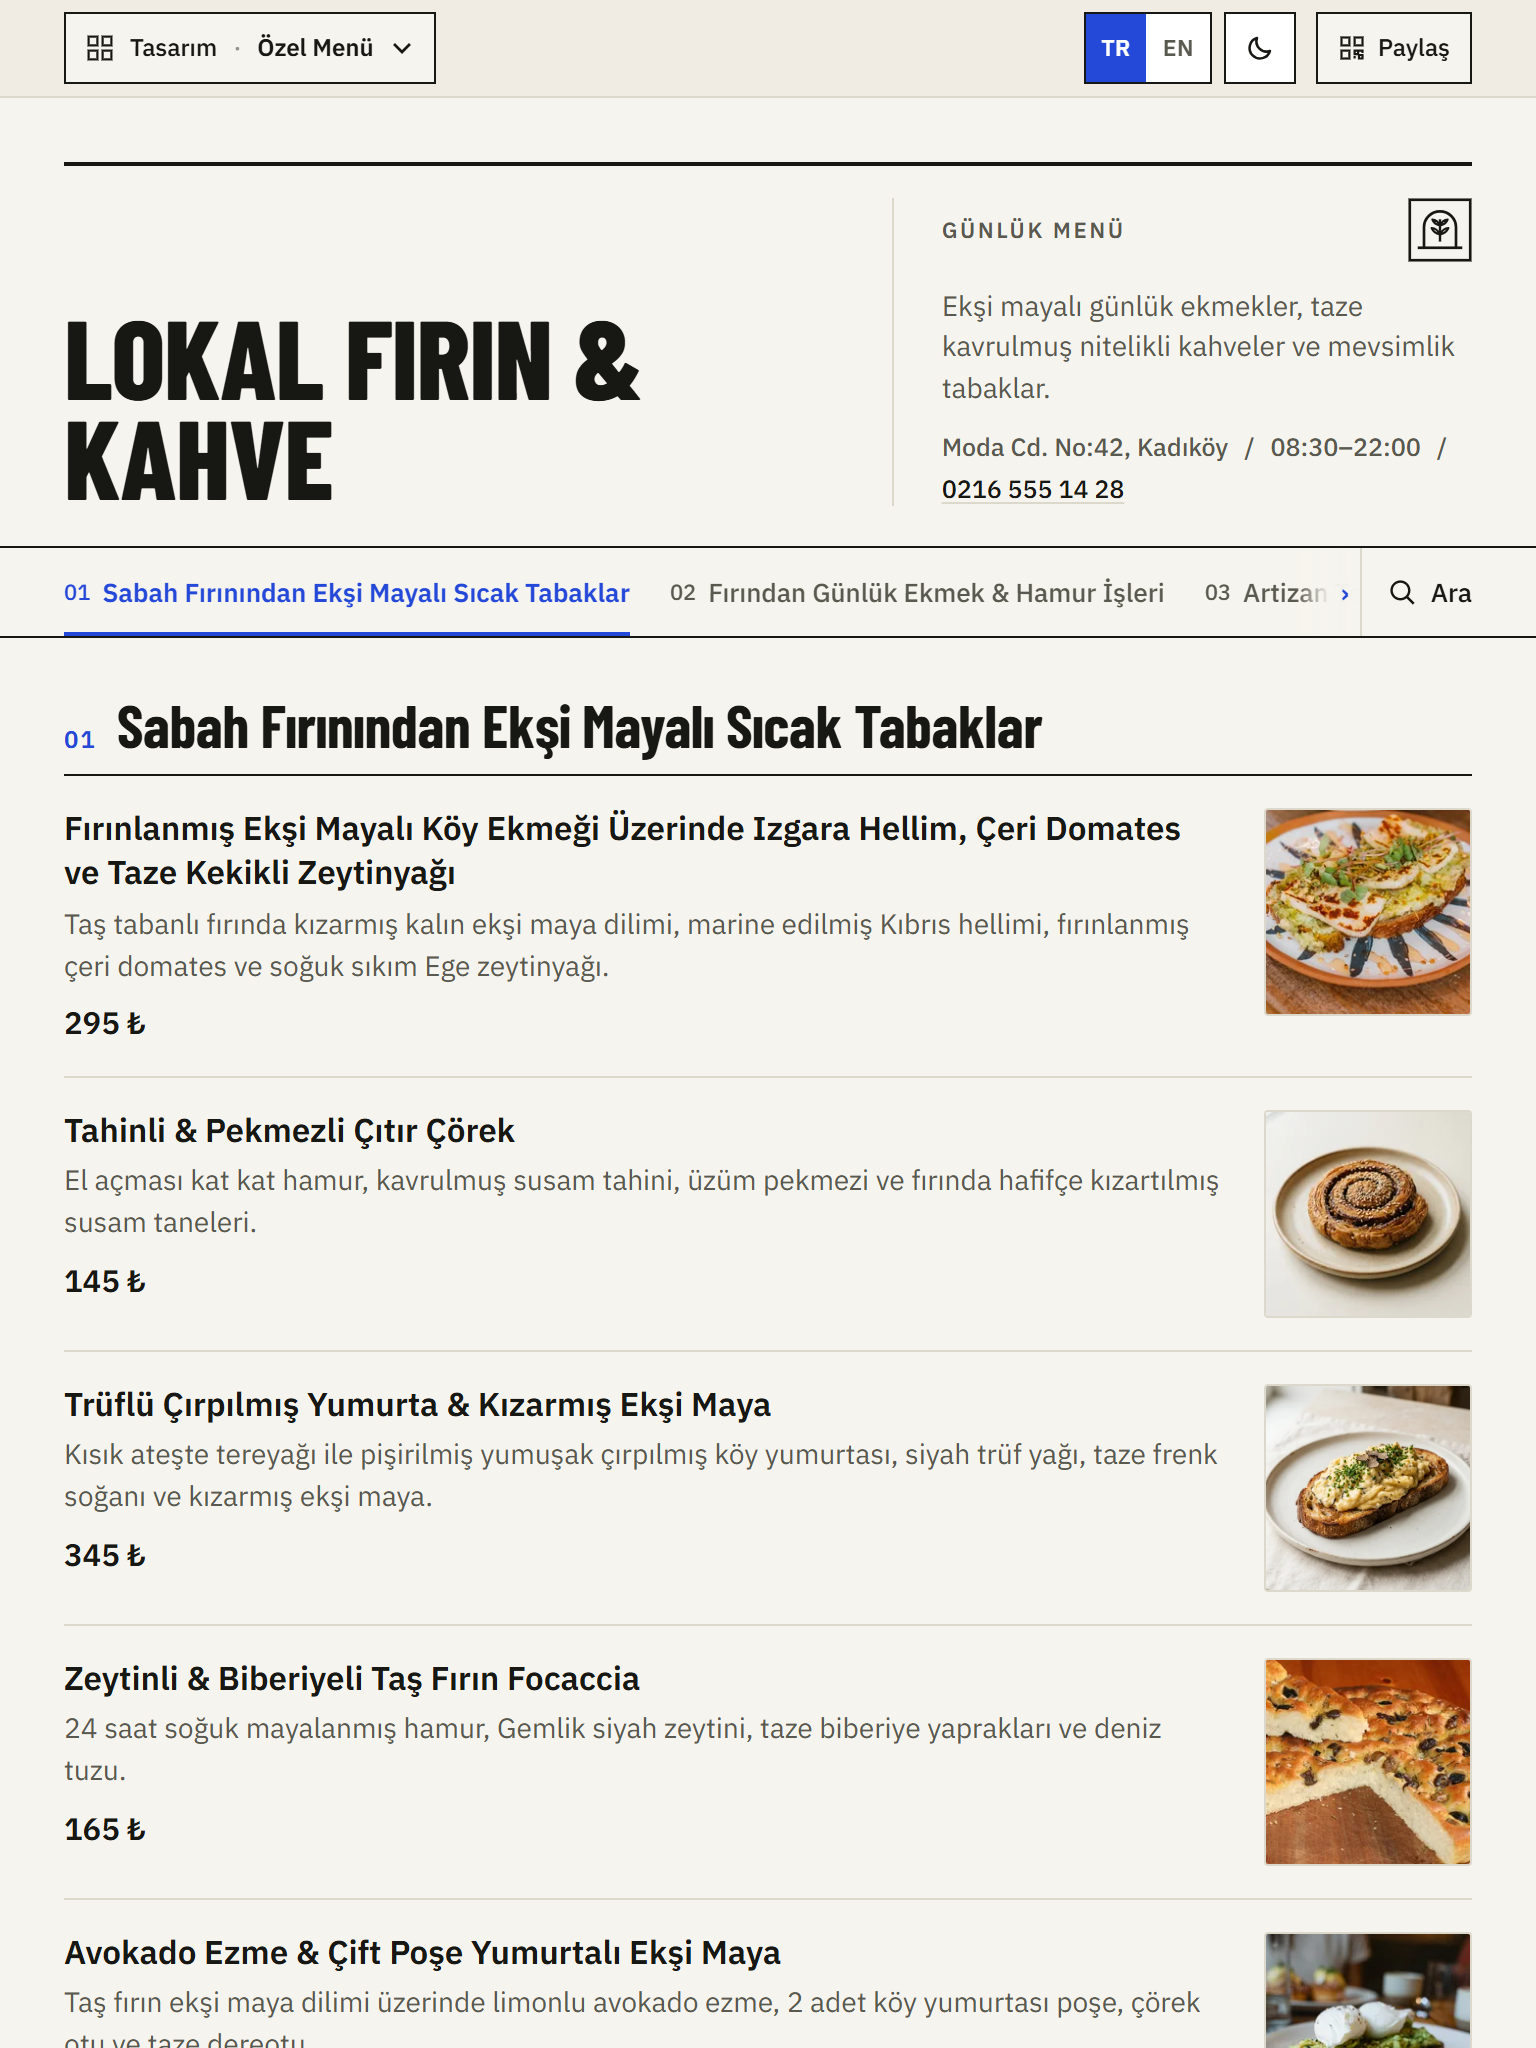 Tasarım · Özel Menü
TR EN
Paylaş
GÜNLÜK MENÜ
LOKAL FIRIN &
KAHVE
Ekşi mayalı günlük ekmekler, taze
kavrulmuş nitelikli kahveler ve mevsimlik
tabaklar.
Moda Cd. No:42, Kadıköy / 08:30–22:00 /
0216 555 14 28
01 Sabah Fırınından Ekşi Mayalı Sıcak Tabaklar
02 Fırından Günlük Ekmek & Hamur İşleri
03 Artizan ›
Ara
01 Sabah Fırınından Ekşi Mayalı Sıcak Tabaklar
Fırınlanmış Ekşi Mayalı Köy Ekmeği Üzerinde Izgara Hellim, Çeri Domates
ve Taze Kekikli Zeytinyağı
Taş tabanlı fırında kızarmış kalın ekşi maya dilimi, marine edilmiş Kıbrıs hellimi, fırınlanmış
çeri domates ve soğuk sıkım Ege zeytinyağı.
295 ₺
Tahinli & Pekmezli Çıtır Çörek
El açması kat kat hamur, kavrulmuş susam tahini, üzüm pekmezi ve fırında hafifçe kızartılmış
susam taneleri.
145 ₺
Trüflü Çırpılmış Yumurta & Kızarmış Ekşi Maya
Kısık ateşte tereyağı ile pişirilmiş yumuşak çırpılmış köy yumurtası, siyah trüf yağı, taze frenk
soğanı ve kızarmış ekşi maya.
345 ₺
Zeytinli & Biberiyeli Taş Fırın Focaccia
24 saat soğuk mayalanmış hamur, Gemlik siyah zeytini, taze biberiye yaprakları ve deniz
tuzu.
165 ₺
Avokado Ezme & Çift Poşe Yumurtalı Ekşi Maya
Taş fırın ekşi maya dilimi üzerinde limonlu avokado ezme, 2 adet köy yumurtası poşe, çörek
otu ve taze dereotu.